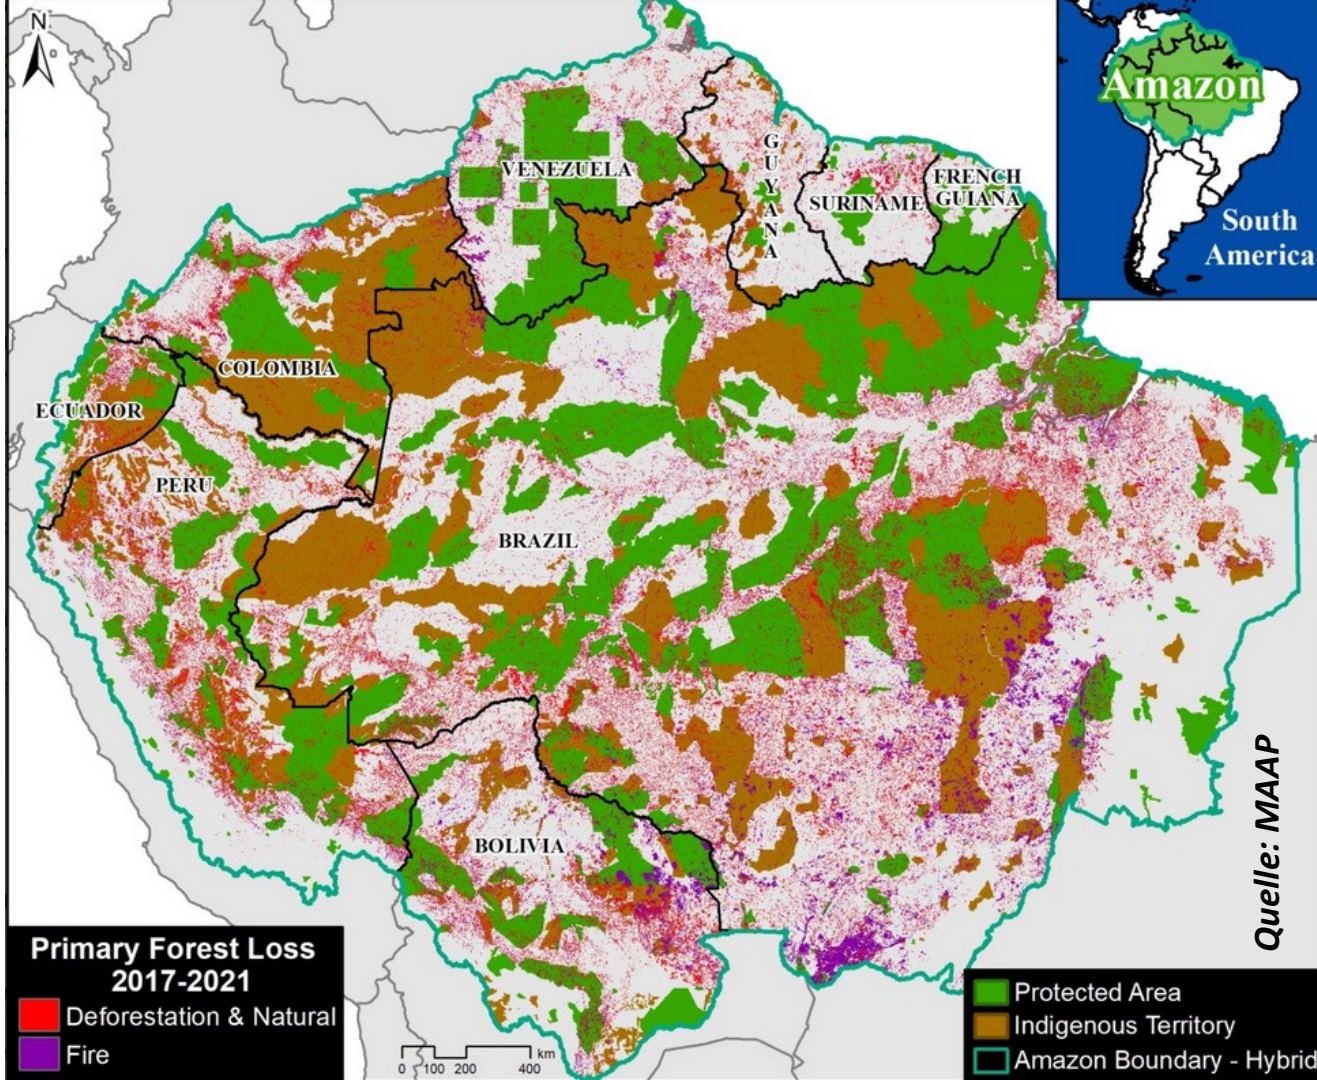 N
Amazon
South
America
VENEZUELA
GUYANA
SURINAME
FRENCH
GUIANA
COLOMBIA
ECUADOR
PERU
BRAZIL
BOLIVIA
Quelle: MAAP
Primary Forest Loss
2017-2021
Deforestation & Natural
Fire
km
0 100 200 400
Protected Area
Indigenous Territory
Amazon Boundary - Hybrid